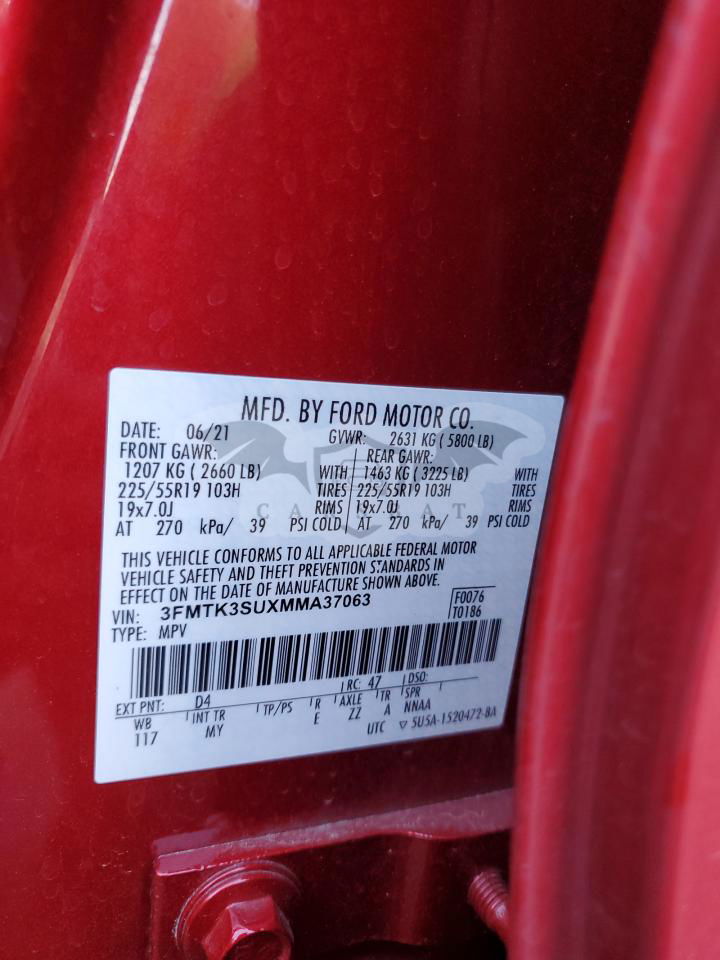 MFD. BY FORD MOTOR CO.
DATE: 06/21 GVWR: 2631 KG ( 5800 LB)
FRONT GAWR: REAR GAWR:
1207 KG ( 2660 LB) WITH 1463 KG ( 3225 LB) WITH
225/55R19 103H TIRES 225/55R19 103H TIRES
19x7.0J RIMS 19x7.0J RIMS
AT 270 kPa/ 39 PSI COLD AT 270 kPa/ 39 PSI COLD
THIS VEHICLE CONFORMS TO ALL APPLICABLE FEDERAL MOTOR
VEHICLE SAFETY AND THEFT PREVENTION STANDARDS IN
EFFECT ON THE DATE OF MANUFACTURE SHOWN ABOVE.
VIN: 3FMTK3SUXMMA37063 F0076
TYPE: MPV T0186
EXT PNT: D4 RC: 47 DSO:
WB INT TR TP/PS R AXLE TR SPR
117 MY E ZZ A NNAA
UTC ▽ 5U5A-1520472-BA